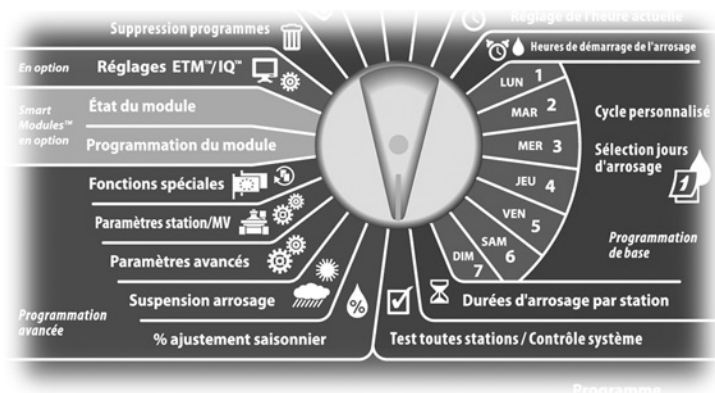 Suppression programmes
Réglage de l'heure actuelle
Heures de démarrage de l'arrosage
En option
Réglages ETM™/IQ™
LUN 1
MAR 2
MER 3
JEU 4
VEN 5
SAM 6
DIM 7
Smart
Modules™
en option
État du module
Programmation du module
Cycle personnalisé
Sélection jours
d'arrosage
1
Fonctions spéciales
Paramètres station/MV
Paramètres avancés
Programmation
de base
Suspension arrosage
%
Durées d'arrosage par station
Programmation
avancée
% ajustement saisonnier
Test toutes stations / Contrôle système
Programme